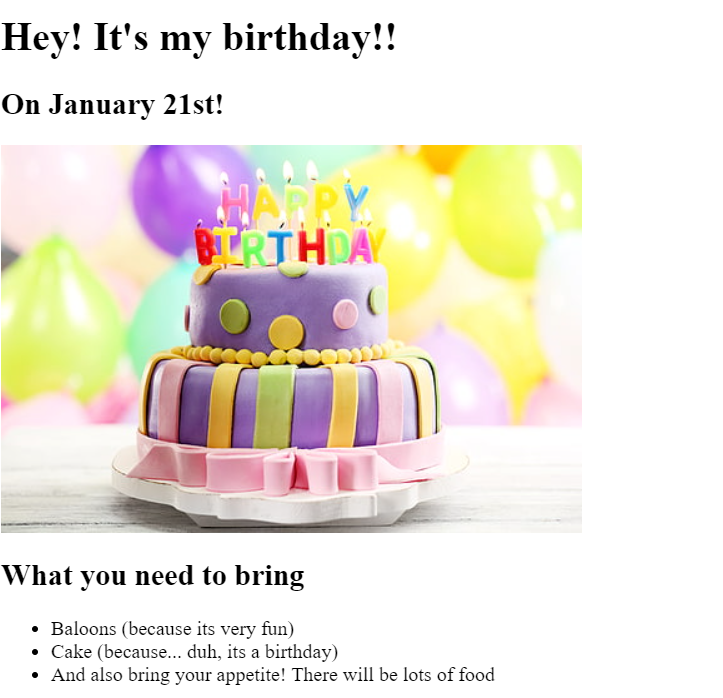 Hey! It's my birthday!!
On January 21st!
HAPPY
BIRTHDAY
What you need to bring
Baloons (because its very fun)
Cake (because... duh, its a birthday)
And also bring your appetite! There will be lots of food